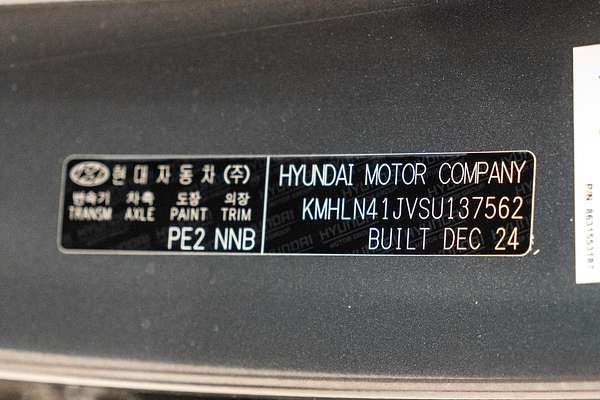 현대자동차(주)
변속기 차축 도장 의장
TRANSM AXLE PAINT TRIM
PE2 NNB
HYUNDAI MOTOR COMPANY
KMHLN41JVSU137562
BUILT DEC 24
P/N 86315S3187